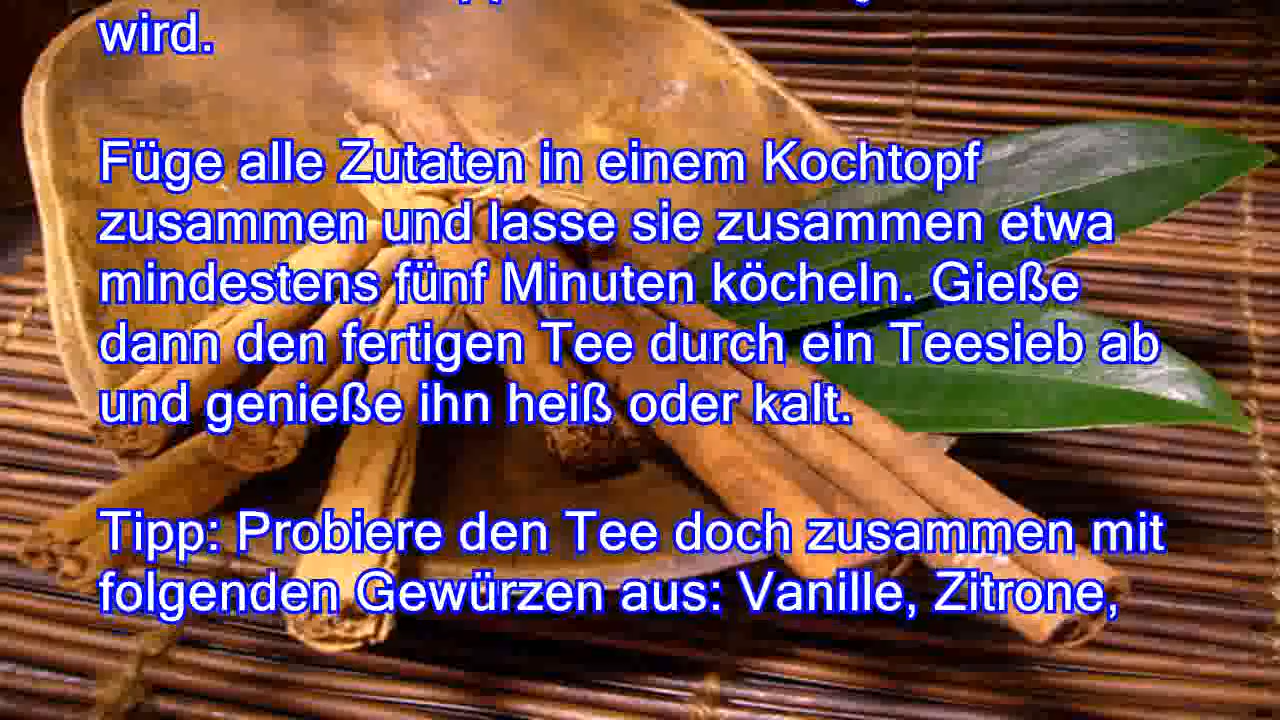 wird.
Füge alle Zutaten in einem Kochtopf
zusammen und lasse sie zusammen etwa
mindestens fünf Minuten köcheln. Gieße
dann den fertigen Tee durch ein Teesieb ab
und genieße ihn heiß oder kalt.
Tipp: Probiere den Tee doch zusammen mit
folgenden Gewürzen aus: Vanille, Zitrone,